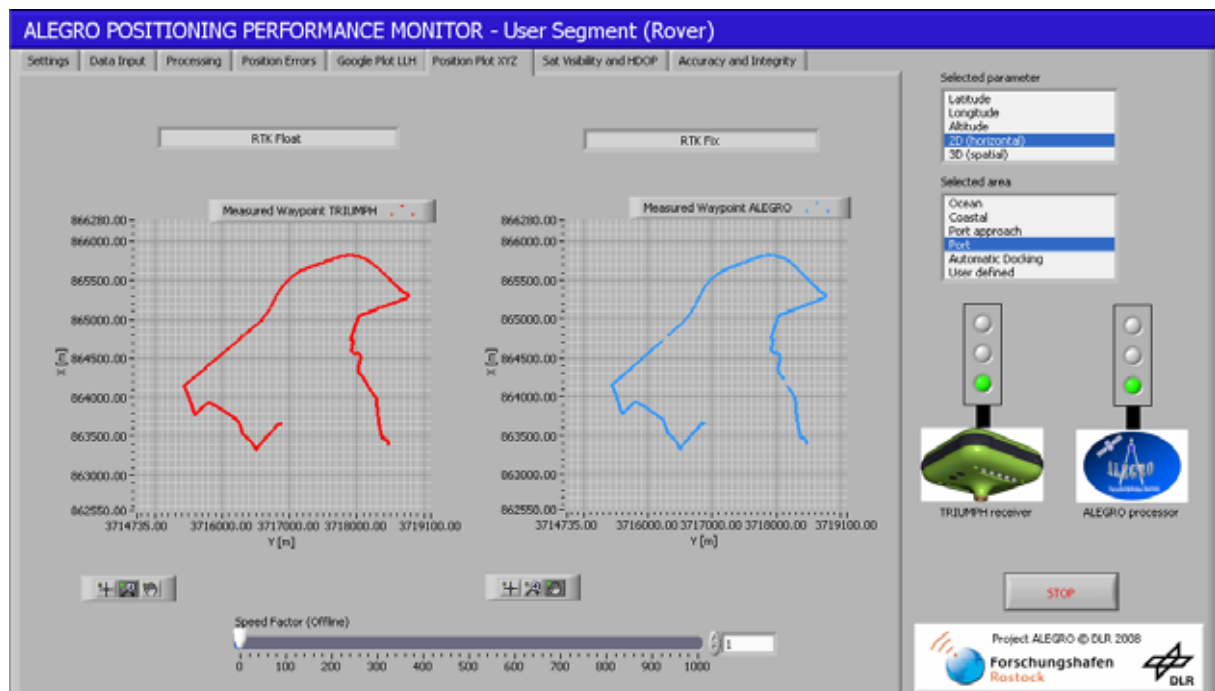 ALEGRO POSITIONING PERFORMANCE MONITOR - User Segment (Rover)
Settings Data Input Processing Position Errors Google Plot LLH Position Plot XYZ Sat Visibility and HDOP Accuracy and Integrity
RTK Float
RTK Fix
Measured Waypoint TRIUMPH
866280.00
866000.00
865500.00
865000.00
864500.00
864000.00
863500.00
863000.00
862550.00
X [m]
3714735.00 3716000.00 3717000.00 3718000.00 3719100.00
Y [m]
Measured Waypoint ALEGRO
866280.00
866000.00
865500.00
865000.00
864500.00
864000.00
863500.00
863000.00
862550.00
X [m]
3714735.00 3716000.00 3717000.00 3718000.00 3719100.00
Y [m]
Speed Factor (Offline)
0 100 200 300 400 500 600 700 800 900 1000
1
Selected parameter
Latitude
Longitude
Altitude
2D (horizontal)
3D (spatial)
Selected area
Ocean
Coastal
Port approach
Port
Automatic Docking
User defined
TRIUMPH receiver
ALEGRO
ALEGRO processor
STOP
Project ALEGRO © DLR 2008
Forschungshafen
Rostock
DLR